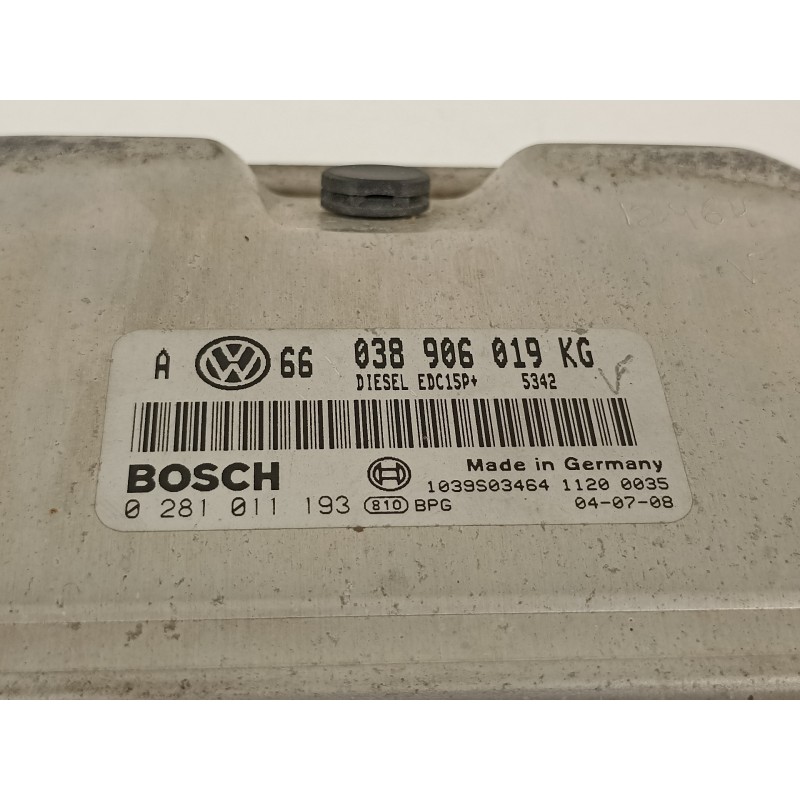 A VW 66 038 906 019 KG
DIESEL EDC15P+ 5342
BOSCH Made in Germany
1039S03464 1120 0035
0 281 011 193 810 BPG 04-07-08